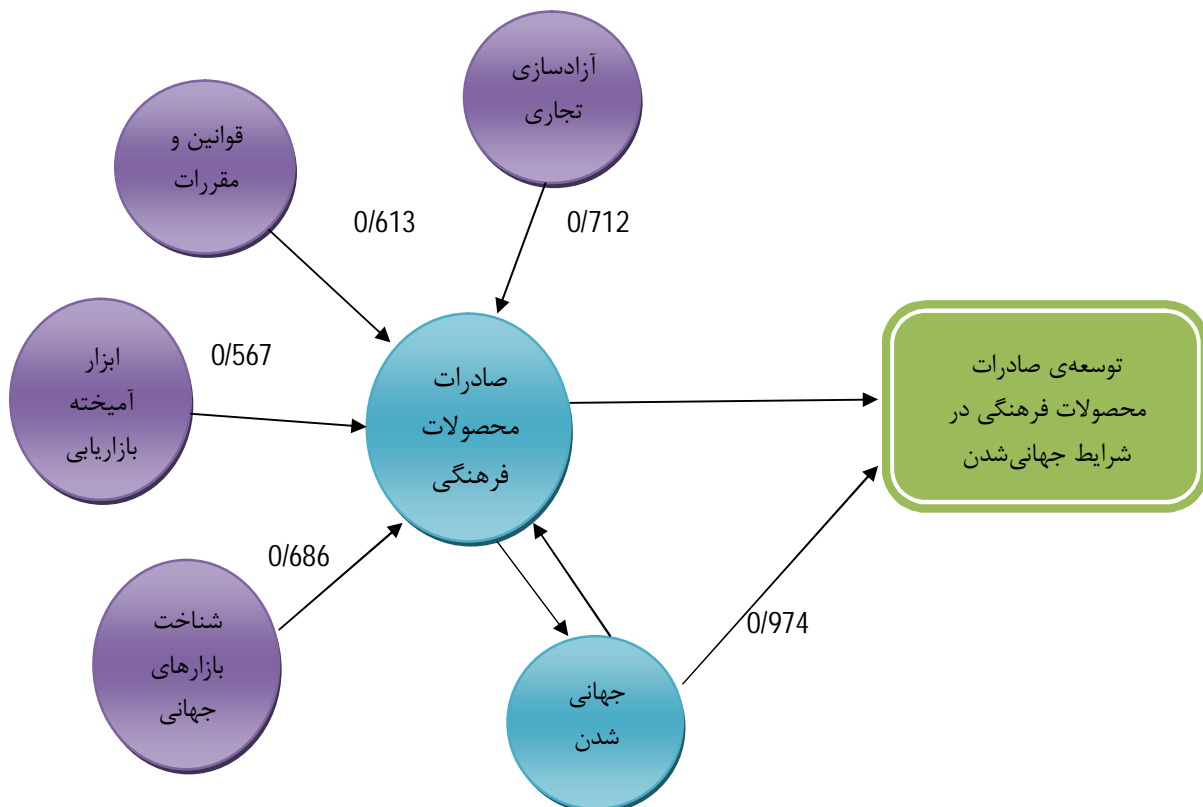 آزادسازی
تجاری
قوانین و
مقررات
0/613
0/712
ابزار
آمیخته
بازاریابی
0/567
صادرات
محصولات
فرهنگی
توسعه‌ی صادرات
محصولات فرهنگی در
شرایط جهانی‌شدن
شناخت
بازارهای
جهانی
0/686
0/974
جهانی
شدن